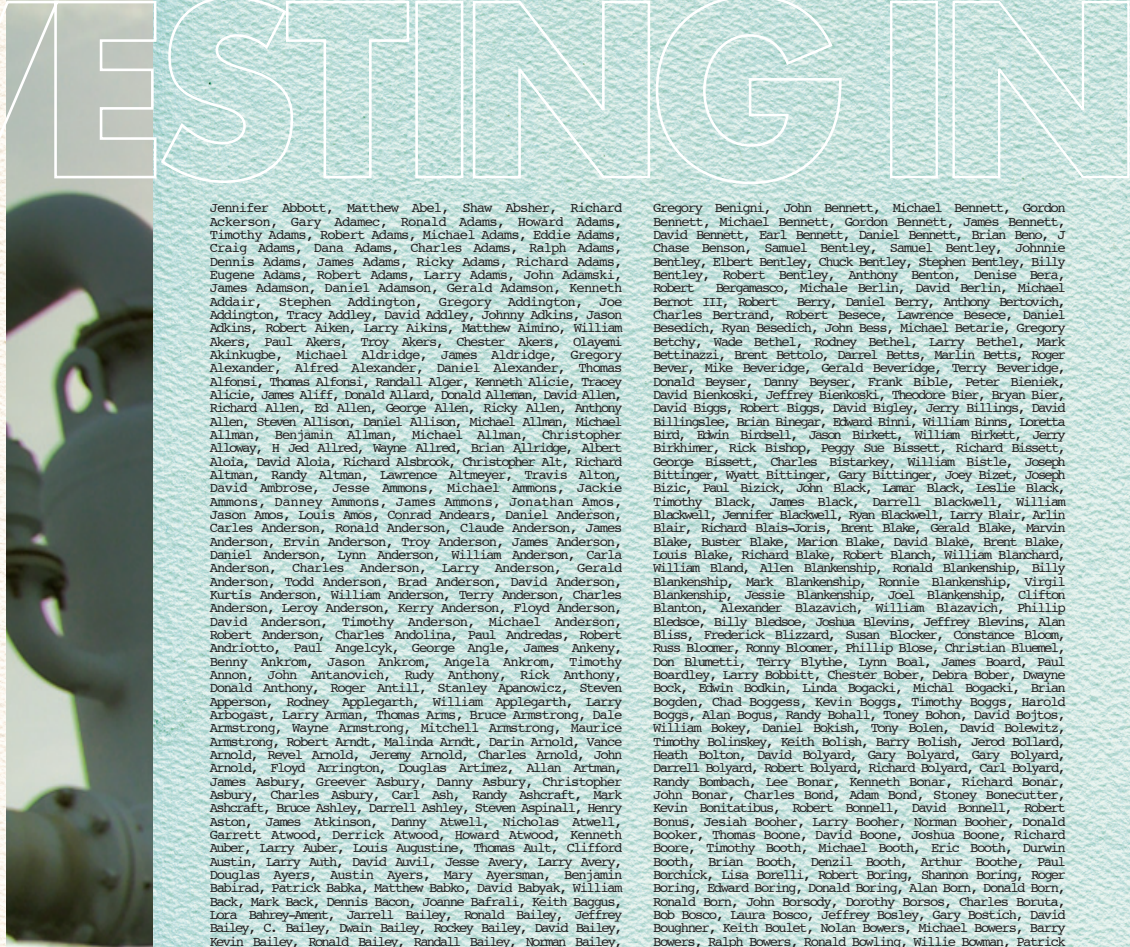 VESTING IN
Jennifer Abbott, Matthew Abel, Shaw Absher, Richard
Ackerson, Gary Adamec, Ronald Adams, Howard Adams,
Timothy Adams, Robert Adams, Michael Adams, Eddie Adams,
Craig Adams, Dana Adams, Charles Adams, Ralph Adams,
Dennis Adams, James Adams, Ricky Adams, Richard Adams,
Eugene Adams, Robert Adams, Larry Adams, John Adamski,
James Adamson, Daniel Adamson, Gerald Adamson, Kenneth
Addair, Stephen Addington, Gregory Addington, Joe
Addington, Tracy Addley, David Addley, Johnny Adkins, Jason
Adkins, Robert Aiken, Larry Aikins, Matthew Aimino, William
Akers, Paul Akers, Troy Akers, Chester Akers, Olayemi
Akinkugbe, Michael Aldridge, James Aldridge, Gregory
Alexander, Alfred Alexander, Daniel Alexander, Thomas
Alfonsi, Thomas Alfonsi, Randall Alger, Kenneth Alicie, Tracey
Alicie, James Aliff, Donald Allard, Donald Alleman, David Allen,
Richard Allen, Ed Allen, George Allen, Ricky Allen, Anthony
Allen, Steven Allison, Daniel Allison, Michael Allman, Michael
Allman, Benjamin Allman, Michael Allman, Christopher
Alloway, H Jed Allred, Wayne Allred, Brian Allridge, Albert
Aloia, David Aloia, Richard Alsbrook, Christopher Alt, Richard
Altman, Randy Altman, Lawrence Altmeyer, Travis Alton,
David Ambrose, Jesse Ammons, Michael Ammons, Jackie
Ammons, Danney Ammons, James Ammons, Jonathan Amos,
Jason Amos, Louis Amos, Conrad Andears, Daniel Anderson,
Carles Anderson, Ronald Anderson, Claude Anderson, James
Anderson, Ervin Anderson, Troy Anderson, James Anderson,
Daniel Anderson, Lynn Anderson, William Anderson, Carla
Anderson, Charles Anderson, Larry Anderson, Gerald
Anderson, Todd Anderson, Brad Anderson, David Anderson,
Kurtis Anderson, William Anderson, Terry Anderson, Charles
Anderson, Leroy Anderson, Kerry Anderson, Floyd Anderson,
David Anderson, Timothy Anderson, Michael Anderson,
Robert Anderson, Charles Andolina, Paul Andredas, Robert
Andriotto, Paul Angelcyk, George Angle, James Ankeny,
Benny Ankrom, Jason Ankrom, Angela Ankrom, Timothy
Annon, John Antanovich, Rudy Anthony, Rick Anthony,
Donald Anthony, Roger Antill, Stanley Apanowicz, Steven
Apperson, Rodney Applegarth, William Applegarth, Larry
Arbogast, Larry Arman, Thomas Arms, Bruce Armstrong, Dale
Armstrong, Wayne Armstrong, Mitchell Armstrong, Maurice
Armstrong, Robert Arndt, Malinda Arndt, Darin Arnold, Vance
Arnold, Revel Arnold, Jeremy Arnold, Charles Arnold, John
Arnold, Floyd Arrington, Douglas Artimez, Allan Artman,
James Asbury, Greever Asbury, Danny Asbury, Christopher
Asbury, Charles Asbury, Carl Ash, Randy Ashcraft, Mark
Ashcraft, Bruce Ashley, Darrell Ashley, Steven Aspinall, Henry
Aston, James Atkinson, Danny Atwell, Nicholas Atwell,
Garrett Atwood, Derrick Atwood, Howard Atwood, Kenneth
Auber, Larry Auber, Louis Augustine, Thomas Ault, Clifford
Austin, Larry Auth, David Auvil, Jesse Avery, Larry Avery,
Douglas Ayers, Austin Ayers, Mary Ayersman, Benjamin
Babirad, Patrick Babka, Matthew Babko, David Babyak, William
Back, Mark Back, Dennis Bacon, Joanne Bafrali, Keith Baggus,
Lora Bahrey-Ament, Jarrell Bailey, Ronald Bailey, Jeffrey
Bailey, C. Bailey, Dwain Bailey, Rockey Bailey, David Bailey,
Kevin Bailey, Ronald Bailey, Randall Bailey, Norman Bailey,
Gregory Benigni, John Bennett, Michael Bennett, Gordon
Bennett, Michael Bennett, Gordon Bennett, James Bennett,
David Bennett, Earl Bennett, Daniel Bennett, Brian Beno, J
Chase Benson, Samuel Bentley, Samuel Bentley, Johnnie
Bentley, Elbert Bentley, Chuck Bentley, Stephen Bentley, Billy
Bentley, Robert Bentley, Anthony Benton, Denise Bera,
Robert Bergamasco, Michale Berlin, David Berlin, Michael
Bernot III, Robert Berry, Daniel Berry, Anthony Bertovich,
Charles Bertrand, Robert Besece, Lawrence Besece, Daniel
Besedich, Ryan Besedich, John Bess, Michael Betarie, Gregory
Betchy, Wade Bethel, Rodney Bethel, Larry Bethel, Mark
Bettinazzi, Brent Bettolo, Darrel Betts, Marlin Betts, Roger
Bever, Mike Beveridge, Gerald Beveridge, Terry Beveridge,
Donald Beyser, Danny Beyser, Frank Bible, Peter Bieniek,
David Bienkoski, Jeffrey Bienkoski, Theodore Bier, Bryan Bier,
David Biggs, Robert Biggs, David Bigley, Jerry Billings, David
Billingslee, Brian Binegar, Edward Binni, William Binns, Loretta
Bird, Edwin Birdsell, Jason Birkett, William Birkett, Jerry
Birkhimer, Rick Bishop, Peggy Sue Bissett, Richard Bissett,
George Bissett, Charles Bistarkey, William Bistle, Joseph
Bittinger, Wyatt Bittinger, Gary Bittinger, Joey Bizet, Joseph
Bizic, Paul Bizick, John Black, Lamar Black, Leslie Black,
Timothy Black, James Black, Darrell Blackwell, William
Blackwell, Jennifer Blackwell, Ryan Blackwell, Larry Blair, Arlin
Blair, Richard Blais-Joris, Brent Blake, Gerald Blake, Marvin
Blake, Buster Blake, Marion Blake, David Blake, Brent Blake,
Louis Blake, Richard Blake, Robert Blanch, William Blanchard,
William Bland, Allen Blankenship, Ronald Blankenship, Billy
Blankenship, Mark Blankenship, Ronnie Blankenship, Virgil
Blankenship, Jessie Blankenship, Joel Blankenship, Clifton
Blanton, Alexander Blazavich, William Blazavich, Phillip
Bledsoe, Billy Bledsoe, Joshua Blevins, Jeffrey Blevins, Alan
Bliss, Frederick Blizzard, Susan Blocker, Constance Bloom,
Russ Bloomer, Ronny Bloomer, Phillip Blose, Christian Bluemel,
Don Blumetti, Terry Blythe, Lynn Boal, James Board, Paul
Boardley, Larry Bobbitt, Chester Bober, Debra Bober, Dwayne
Bock, Edwin Bodkin, Linda Bogacki, Michal Bogacki, Brian
Bogden, Chad Boggess, Kevin Boggs, Timothy Boggs, Harold
Boggs, Alan Bogus, Randy Bohall, Toney Bohon, David Bojtos,
William Bokey, Daniel Bokish, Tony Bolen, David Bolewitz,
Timothy Bolinskey, Keith Bolish, Barry Bolish, Jerod Bollard,
Heath Bolton, David Bolyard, Gary Bolyard, Gary Bolyard,
Darrell Bolyard, Robert Bolyard, Richard Bolyard, Carl Bolyard,
Randy Bombach, Lee Bonar, Kenneth Bonar, Richard Bonar,
John Bonar, Charles Bond, Adam Bond, Stoney Bonecutter,
Kevin Bonitatibus, Robert Bonnell, David Bonnell, Robert
Bonus, Jesiah Booher, Larry Booher, Norman Booher, Donald
Booker, Thomas Boone, David Boone, Joshua Boone, Richard
Boore, Timothy Booth, Michael Booth, Eric Booth, Durwin
Booth, Brian Booth, Denzil Booth, Arthur Boothe, Paul
Borchick, Lisa Borelli, Robert Boring, Shannon Boring, Roger
Boring, Edward Boring, Donald Boring, Alan Born, Donald Born,
Ronald Born, John Borsody, Dorothy Borsos, Charles Boruta,
Bob Bosco, Laura Bosco, Jeffrey Bosley, Gary Bostich, David
Boughner, Keith Boulet, Nolan Bowers, Michael Bowers, Barry
Bowers, Ralph Bowers, Ronald Bowling, Willie Bowman, Patrick